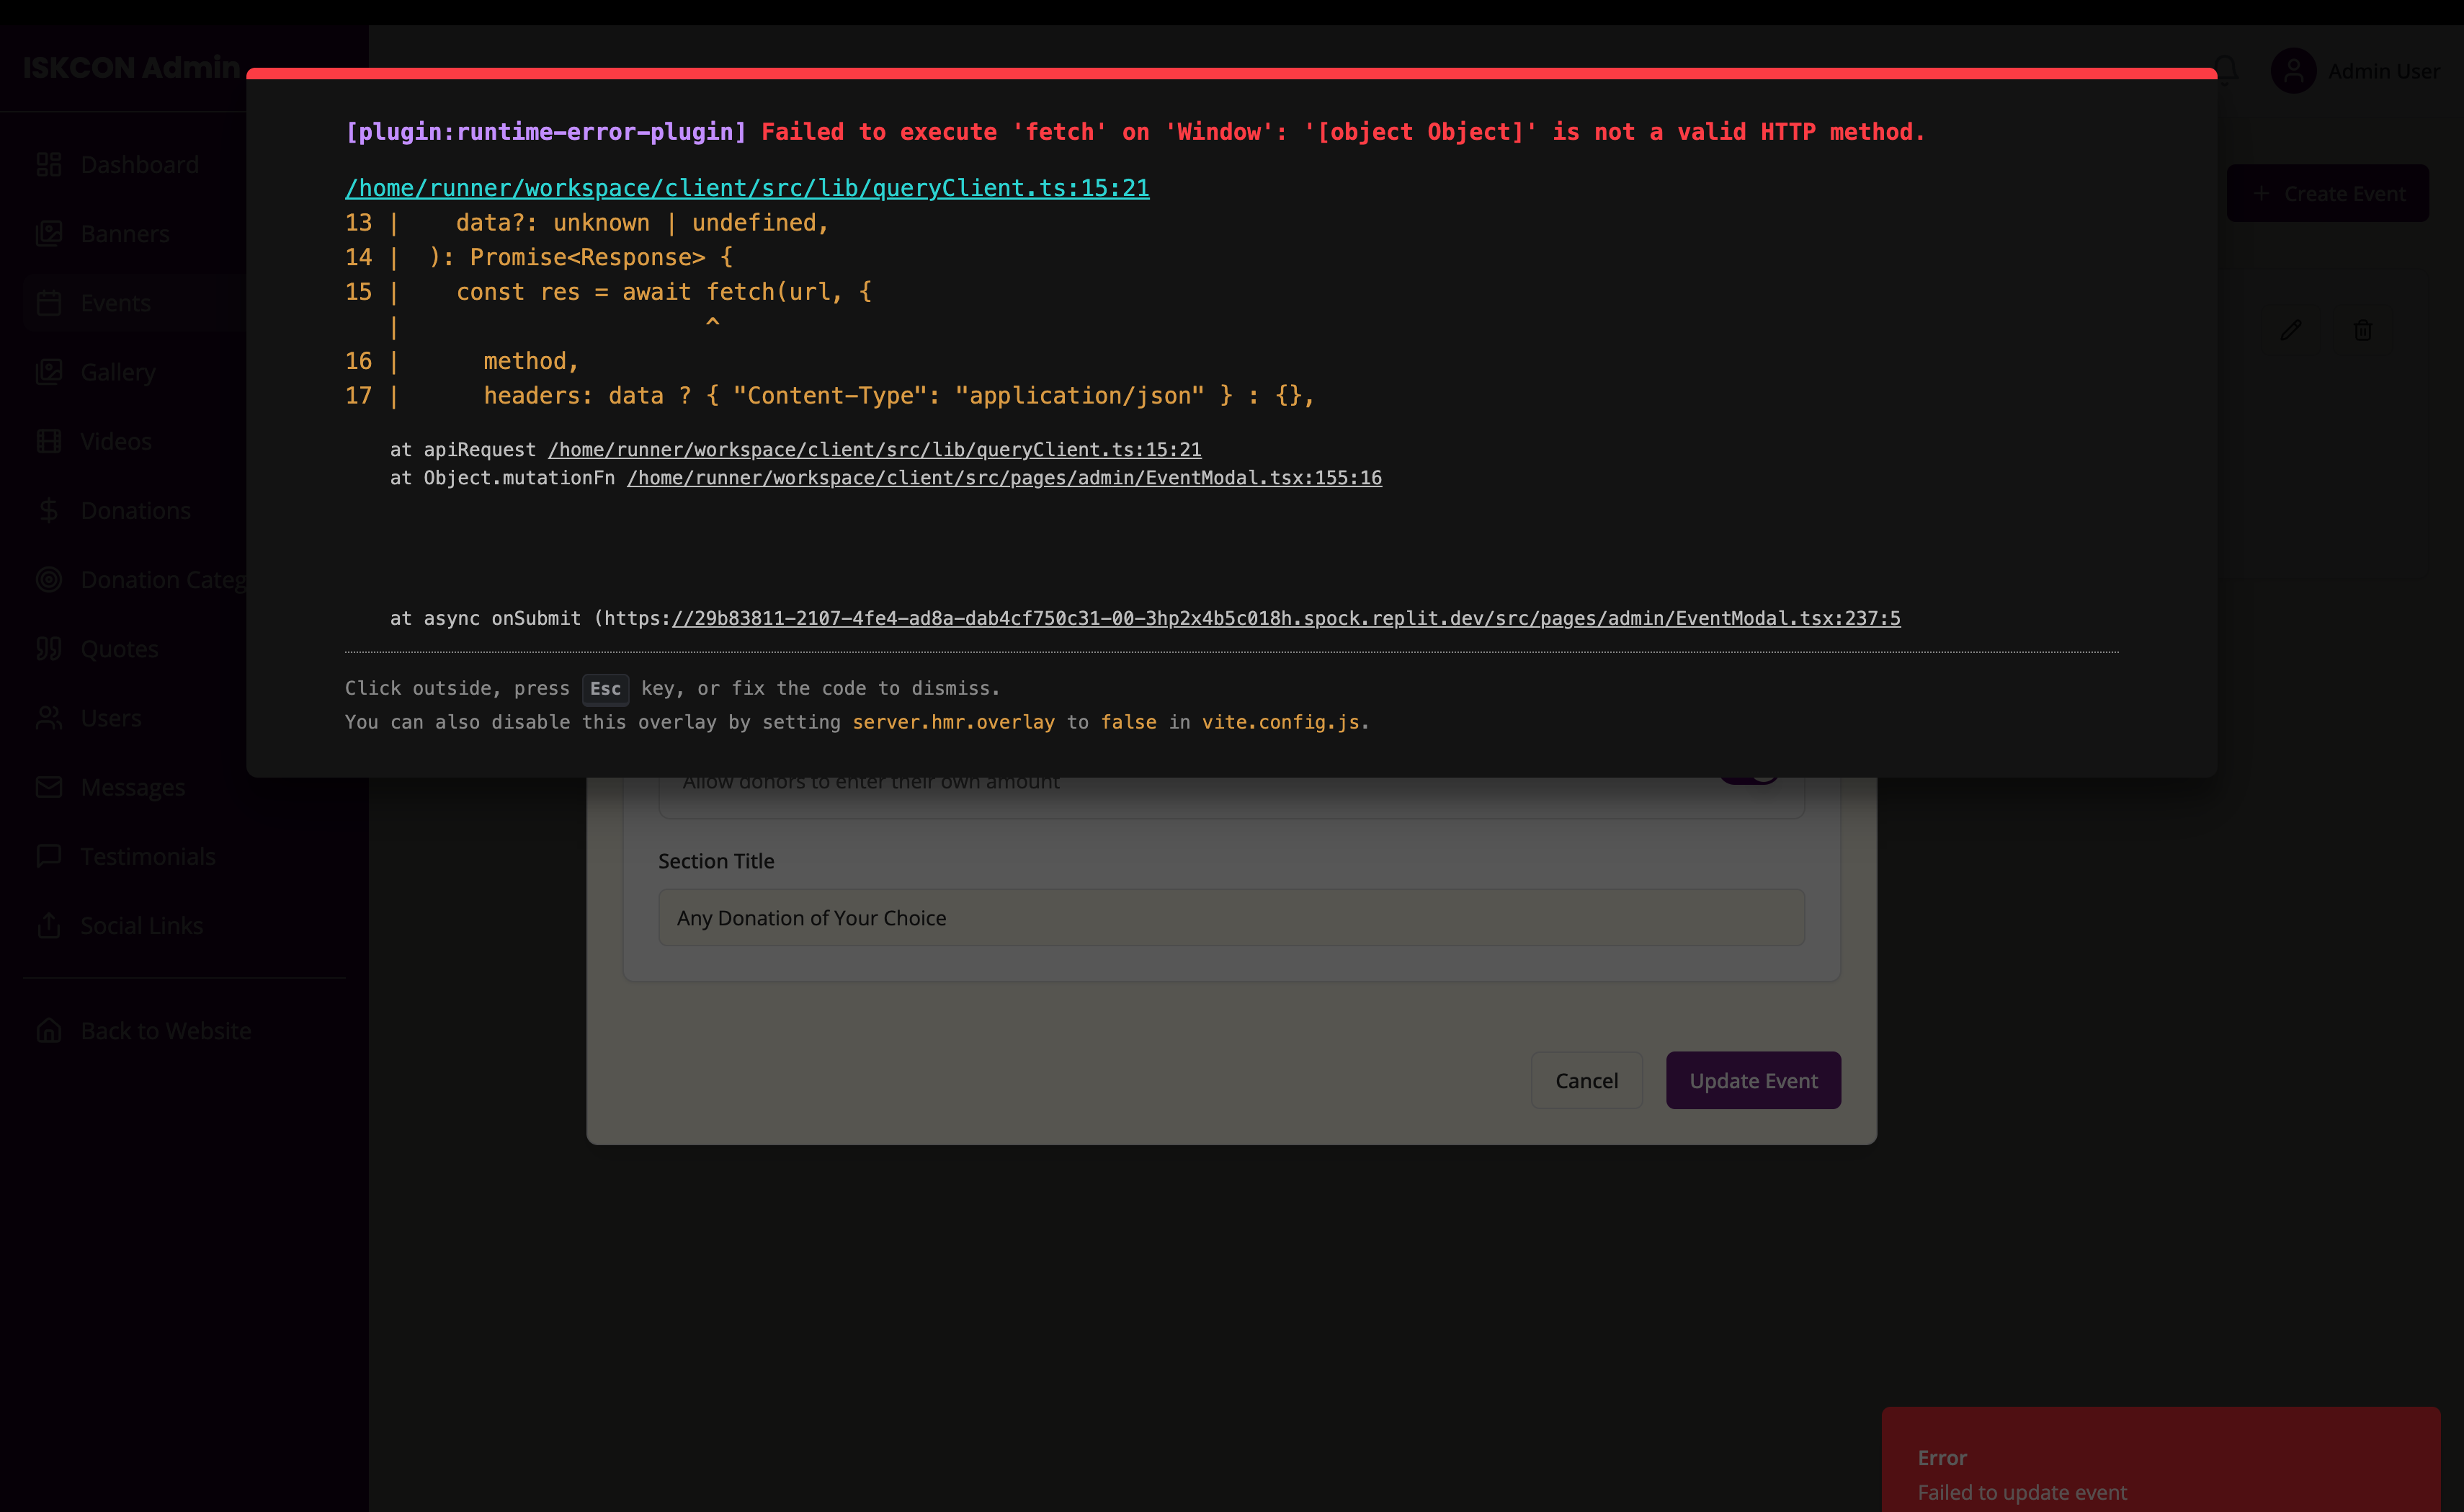 ISKCON Admin
Admin User
Dashboard
Banners
Events
Gallery
Videos
Donations
Donation Categ
Quotes
Users
Messages
Testimonials
Social Links
Back to Website
+ Create Event
[plugin:runtime-error-plugin] Failed to execute 'fetch' on 'Window': '[object Object]' is not a valid HTTP method.
/home/runner/workspace/client/src/lib/queryClient.ts:15:21
13 |    data?: unknown | undefined,
14 |  ): Promise<Response> {
15 |    const res = await fetch(url, {
   |                      ^
16 |      method,
17 |      headers: data ? { "Content-Type": "application/json" } : {},
at apiRequest /home/runner/workspace/client/src/lib/queryClient.ts:15:21
at Object.mutationFn /home/runner/workspace/client/src/pages/admin/EventModal.tsx:155:16
at async onSubmit (https://29b83811-2107-4fe4-ad8a-dab4cf750c31-00-3hp2x4b5c018h.spock.replit.dev/src/pages/admin/EventModal.tsx:237:5
Click outside, press Esc key, or fix the code to dismiss.
You can also disable this overlay by setting server.hmr.overlay to false in vite.config.js.
Allow donors to enter their own amount
Section Title
Any Donation of Your Choice
Cancel
Update Event
Error
Failed to update event